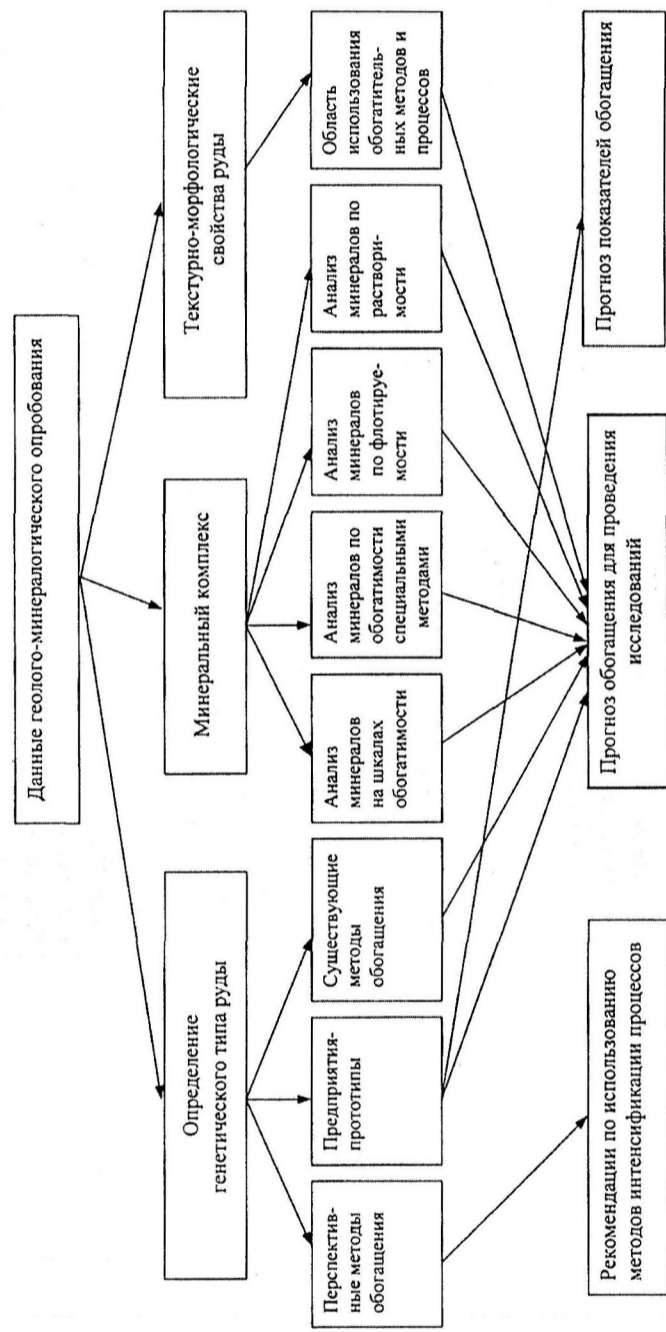 Данные геолого-минералогического опробования
Определение
генетического типа руды
Минеральный комплекс
Текстурно-морфологические
свойства руды
Перспектив-
ные методы
обогащения
Предприятия-
прототипы
Существующие
методы
обогащения
Анализ
минералов
на шкалах
обогатимости
Анализ
минералов по
обогатимости
специальными
методами
Анализ
минералов
по флотируе-
мости
Анализ
минералов по
раствори-
мости
Область
использования
обогатитель-
ных методов и
процессов
Рекомендации по использованию
методов интенсификации процессов
Прогноз обогащения для проведения
исследований
Прогноз показателей обогащения